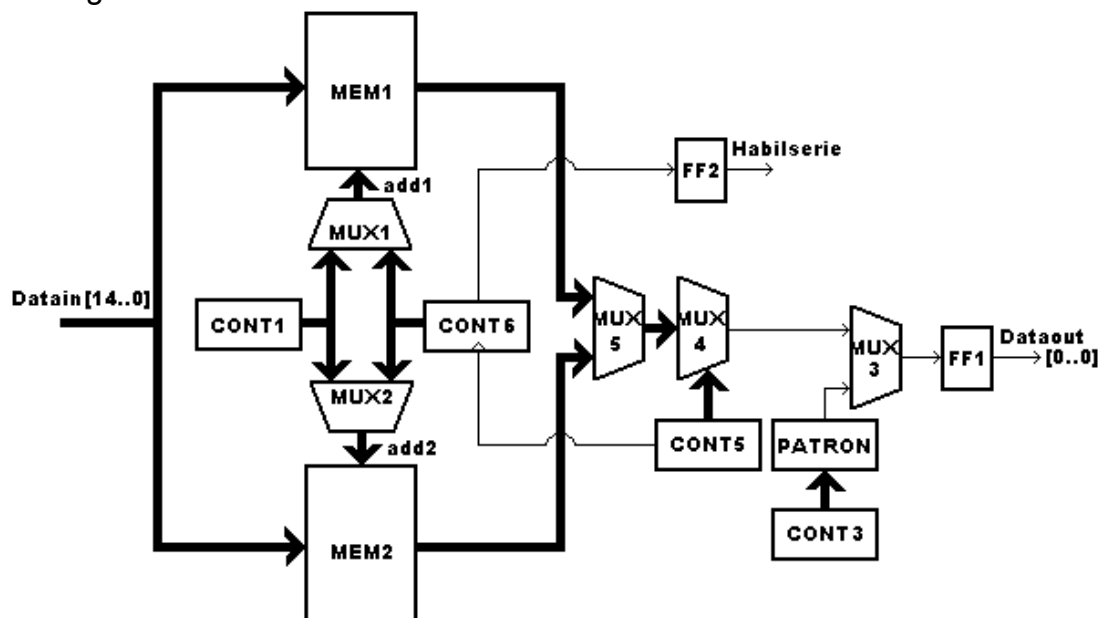 MEM1
Habilserie
FF2
add1
MUX1
Datain[14..0]
CONT1
CONT6
MUX
5
MUX
4
MUX
3
FF1
Dataout
[0..0]
MUX2
add2
CONT5
PATRON
CONT3
MEM2